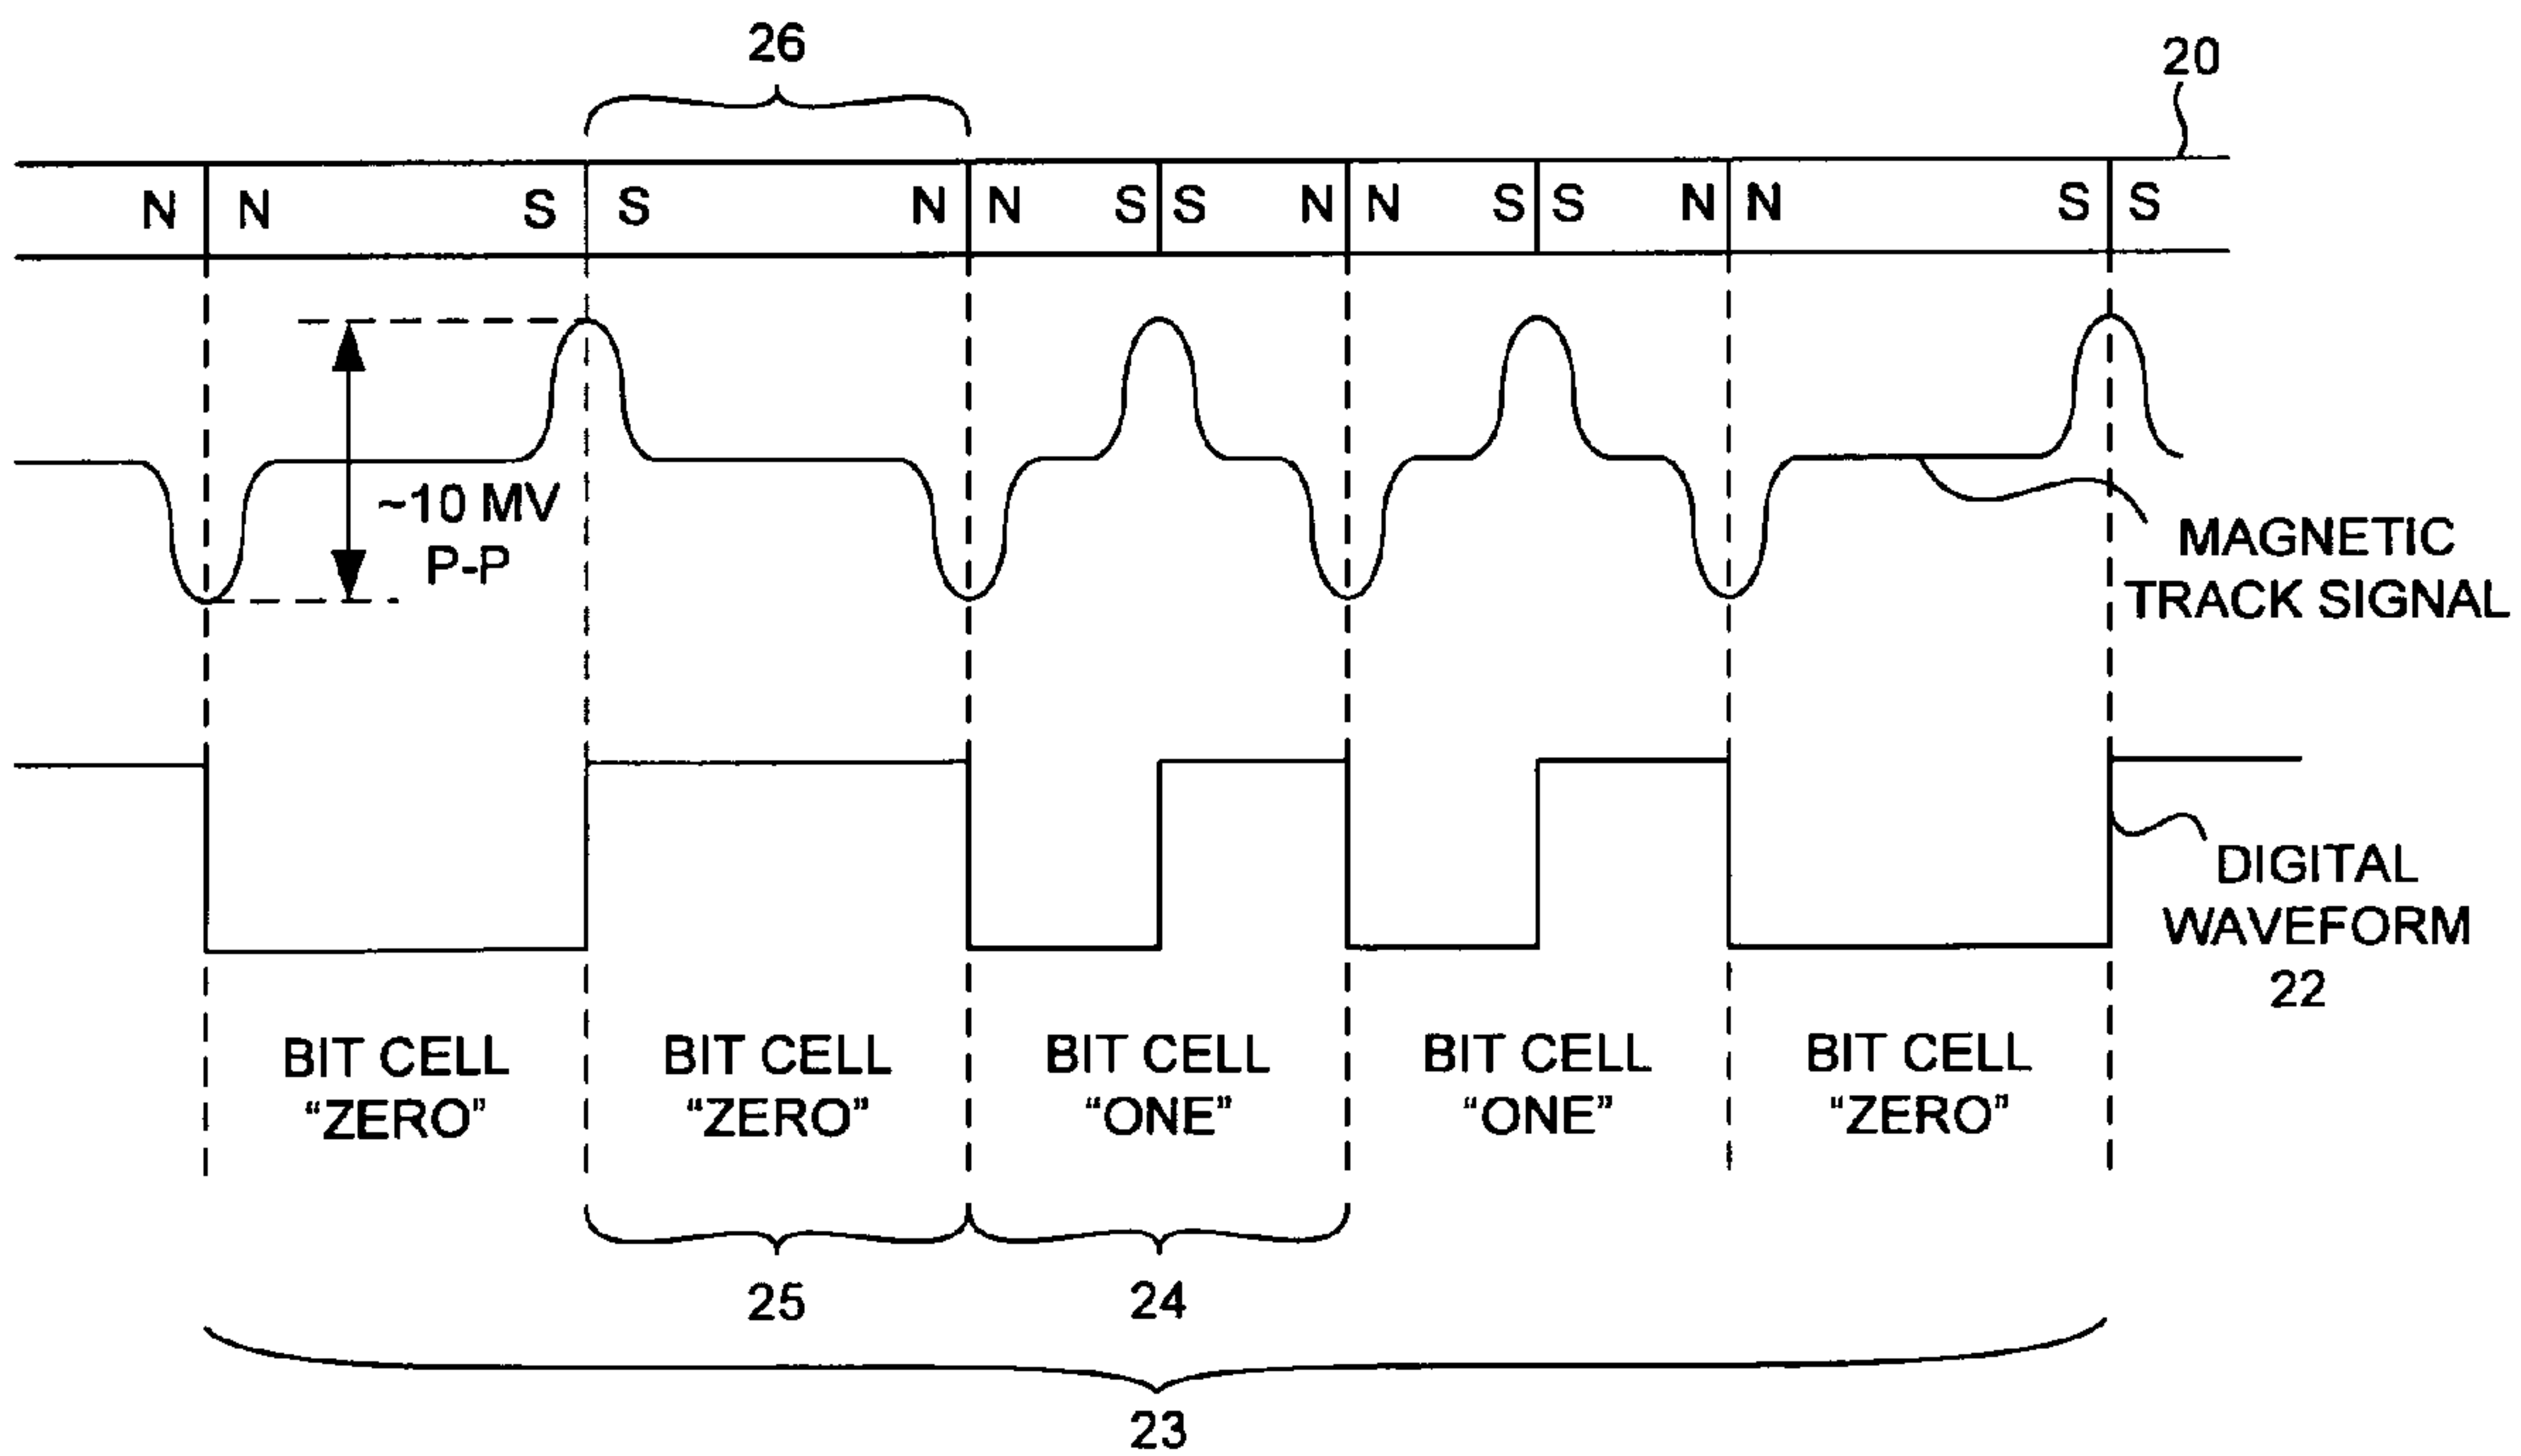 26
20
N N S S N N S S N N S S N N S S
~10 MV
P-P
MAGNETIC
TRACK SIGNAL
DIGITAL
WAVEFORM
22
BIT CELL
"ZERO"
BIT CELL
"ZERO"
BIT CELL
"ONE"
BIT CELL
"ONE"
BIT CELL
"ZERO"
25
24
23